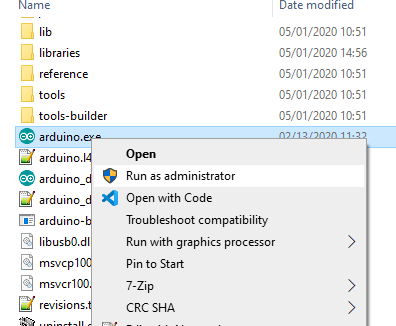 Name Date modified
lib 05/01/2020 10:51
libraries 05/01/2020 14:56
reference 05/01/2020 10:51
tools 05/01/2020 10:51
tools-builder 05/01/2020 10:51
arduino.exe 02/13/2020 11:32
arduino.l4
Open
arduino_d
Run as administrator
arduino_d
Open with Code
arduino-b
Troubleshoot compatibility
libusb0.dl
Run with graphics processor
msvcp100
Pin to Start
msvcr100.
7-Zip
revisions.t
CRC SHA
uninstall.e